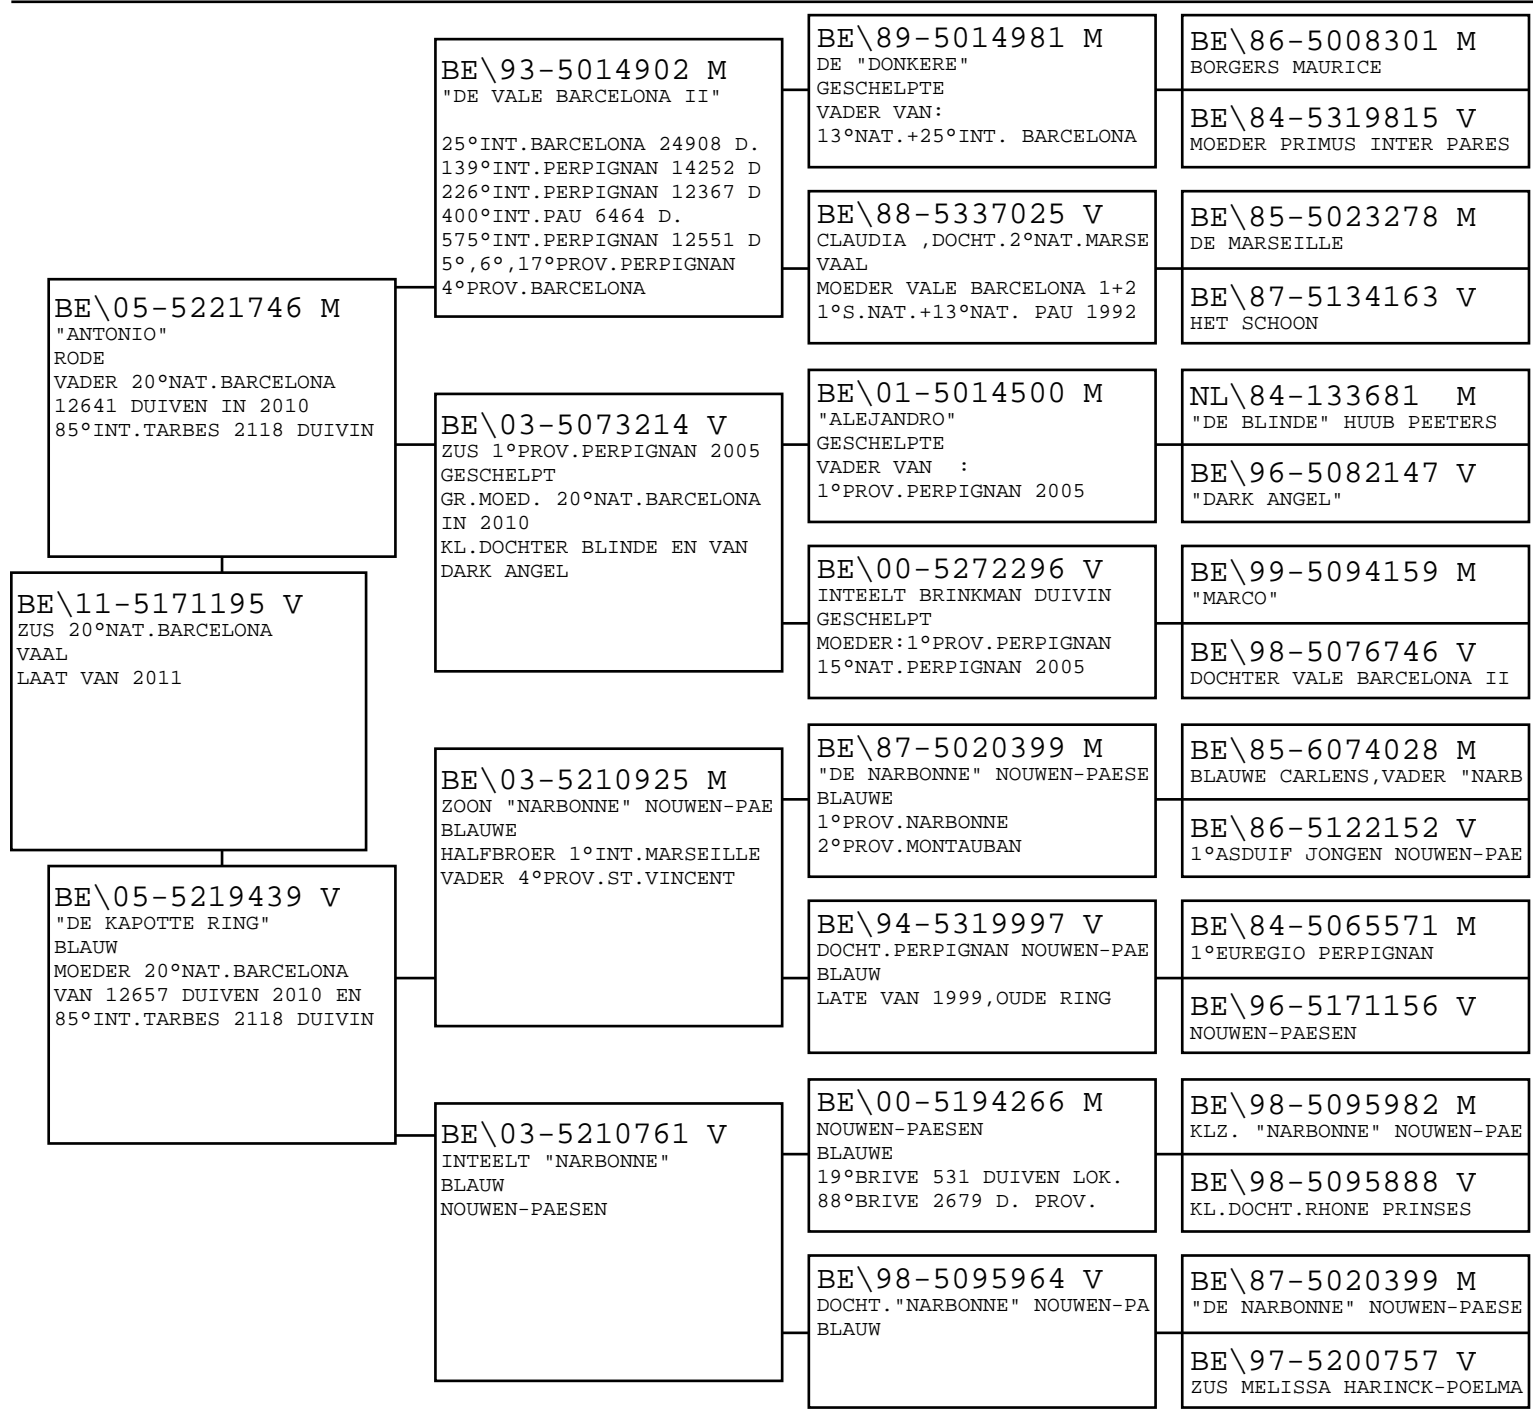 BE\11-5171195 V
ZUS 20°NAT.BARCELONA
VAAL
LAAT VAN 2011
BE\05-5221746 M
"ANTONIO"
RODE
VADER 20°NAT.BARCELONA
12641 DUIVEN IN 2010
85°INT.TARBES 2118 DUIVIN
BE\05-5219439 V
"DE KAPOTTE RING"
BLAUW
MOEDER 20°NAT.BARCELONA
VAN 12657 DUIVEN 2010 EN
85°INT.TARBES 2118 DUIVIN
BE\93-5014902 M
"DE VALE BARCELONA II"
25°INT.BARCELONA 24908 D.
139°INT.PERPIGNAN 14252 D
226°INT.PERPIGNAN 12367 D
400°INT.PAU 6464 D.
575°INT.PERPIGNAN 12551 D
5°,6°,17°PROV.PERPIGNAN
4°PROV.BARCELONA
BE\03-5073214 V
ZUS 1°PROV.PERPIGNAN 2005
GESCHELPT
GR.MOED. 20°NAT.BARCELONA
IN 2010
KL.DOCHTER BLINDE EN VAN
DARK ANGEL
BE\03-5210925 M
ZOON "NARBONNE" NOUWEN-PAE
BLAUWE
HALFBROER 1°INT.MARSEILLE
VADER 4°PROV.ST.VINCENT
BE\03-5210761 V
INTEELT "NARBONNE"
BLAUW
NOUWEN-PAESEN
BE\89-5014981 M
DE "DONKERE"
GESCHELPTE
VADER VAN:
13°NAT.+25°INT. BARCELONA
BE\88-5337025 V
CLAUDIA ,DOCHT.2°NAT.MARSE
VAAL
MOEDER VALE BARCELONA 1+2
1°S.NAT.+13°NAT. PAU 1992
BE\01-5014500 M
"ALEJANDRO"
GESCHELPTE
VADER VAN  :
1°PROV.PERPIGNAN 2005
BE\00-5272296 V
INTEELT BRINKMAN DUIVIN
GESCHELPT
MOEDER:1°PROV.PERPIGNAN
15°NAT.PERPIGNAN 2005
BE\87-5020399 M
"DE NARBONNE" NOUWEN-PAESE
BLAUWE
1°PROV.NARBONNE
2°PROV.MONTAUBAN
BE\94-5319997 V
DOCHT.PERPIGNAN NOUWEN-PAE
BLAUW
LATE VAN 1999,OUDE RING
BE\00-5194266 M
NOUWEN-PAESEN
BLAUWE
19°BRIVE 531 DUIVEN LOK.
88°BRIVE 2679 D. PROV.
BE\98-5095964 V
DOCHT."NARBONNE" NOUWEN-PA
BLAUW
BE\86-5008301 M
BORGERS MAURICE
BE\84-5319815 V
MOEDER PRIMUS INTER PARES
BE\85-5023278 M
DE MARSEILLE
BE\87-5134163 V
HET SCHOON
NL\84-133681  M
"DE BLINDE" HUUB PEETERS
BE\96-5082147 V
"DARK ANGEL"
BE\99-5094159 M
"MARCO"
BE\98-5076746 V
DOCHTER VALE BARCELONA II
BE\85-6074028 M
BLAUWE CARLENS,VADER "NARB
BE\86-5122152 V
1°ASDUIF JONGEN NOUWEN-PAE
BE\84-5065571 M
1°EUREGIO PERPIGNAN
BE\96-5171156 V
NOUWEN-PAESEN
BE\98-5095982 M
KLZ. "NARBONNE" NOUWEN-PAE
BE\98-5095888 V
KL.DOCHT.RHONE PRINSES
BE\87-5020399 M
"DE NARBONNE" NOUWEN-PAESE
BE\97-5200757 V
ZUS MELISSA HARINCK-POELMA